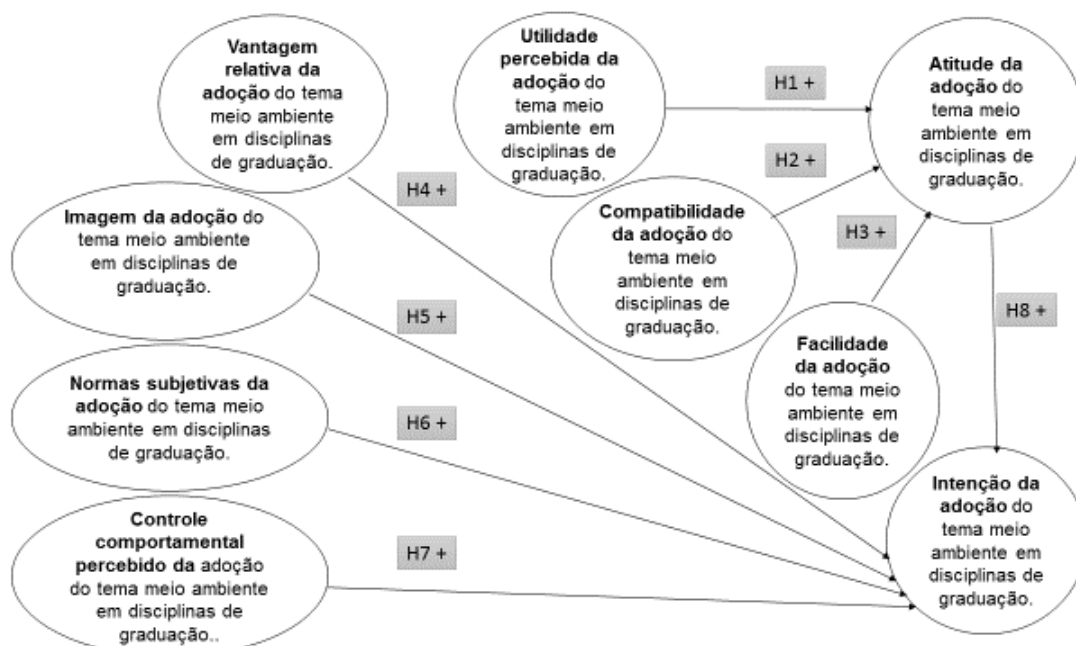 Vantagem
relativa da
adoção do tema
meio ambiente
em disciplinas
de graduação.
Utilidade
percebida da
adoção do
tema meio
ambiente em
disciplinas de
graduação.
H1 +
Atitude da
adoção do
tema meio
ambiente em
disciplinas de
graduação.
H2 +
H4 +
Imagem da adoção do
tema meio ambiente
em disciplinas de
graduação.
Compatibilidade
da adoção do
tema meio
ambiente em
disciplinas de
graduação.
H3 +
H5 +
H8 +
Facilidade
da adoção
do tema meio
ambiente em
disciplinas de
graduação.
Normas subjetivas da
adoção do tema meio
ambiente em disciplinas
de graduação.
H6 +
Intenção da
adoção do
tema meio
ambiente em
disciplinas de
graduação.
Controle
comportamental
percebido da adoção
do tema meio ambiente
em disciplinas de
graduação..
H7 +